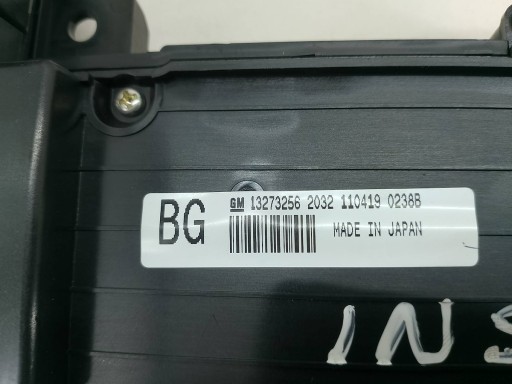 BG
GM 13273256 2032 110419 0238B
MADE IN JAPAN
INS